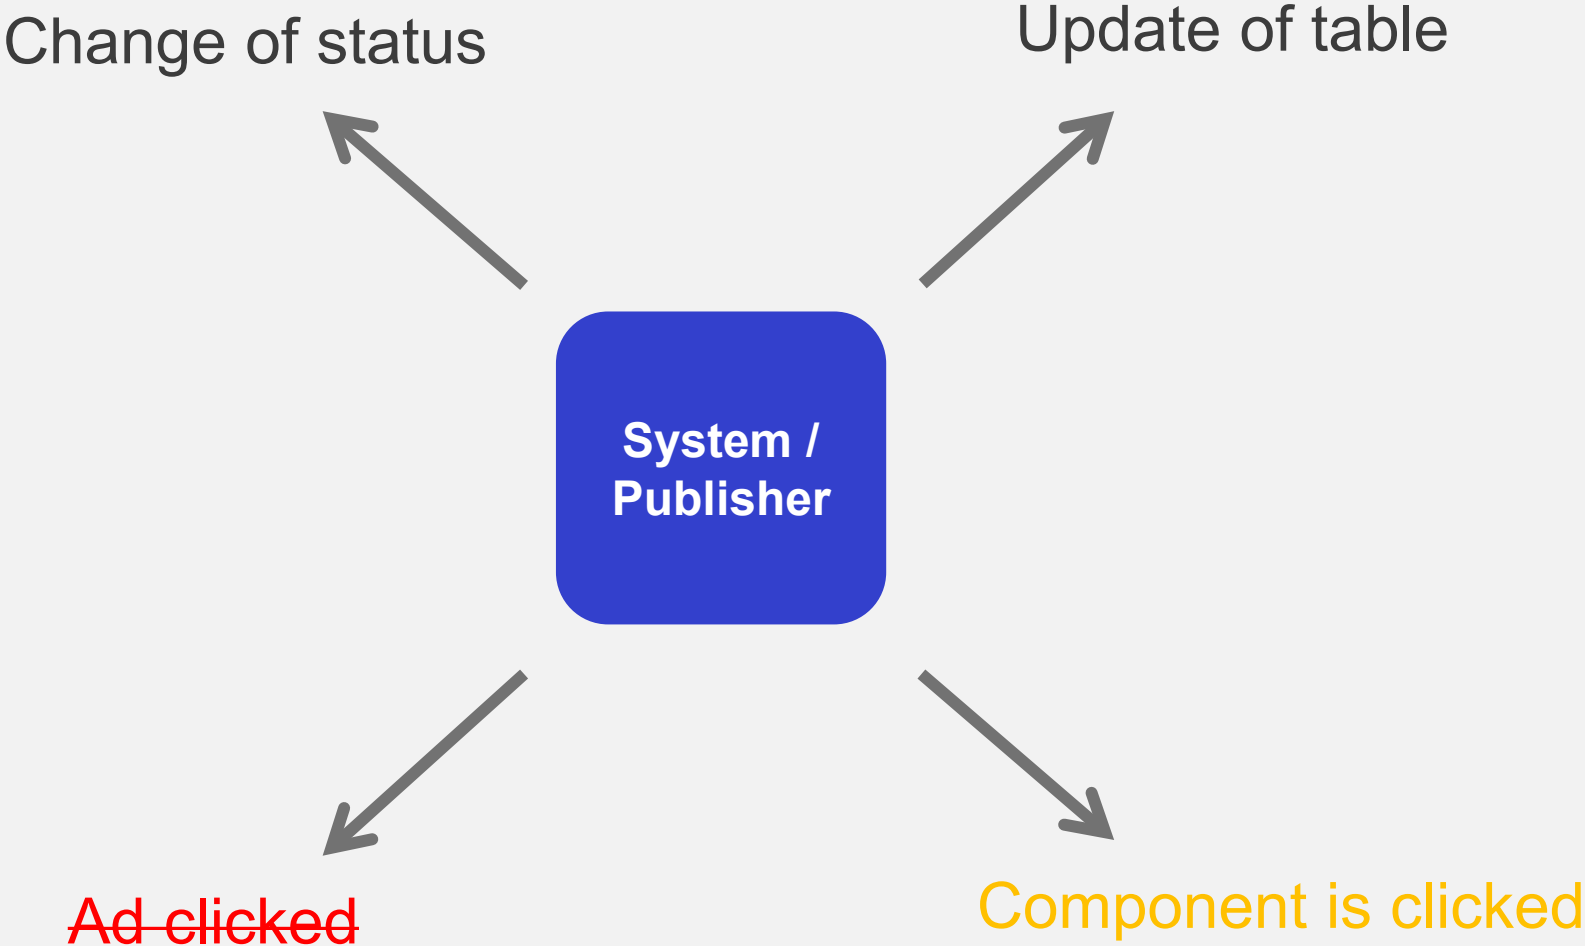 Change of status
Update of table
System /
Publisher
Ad clicked
Component is clicked